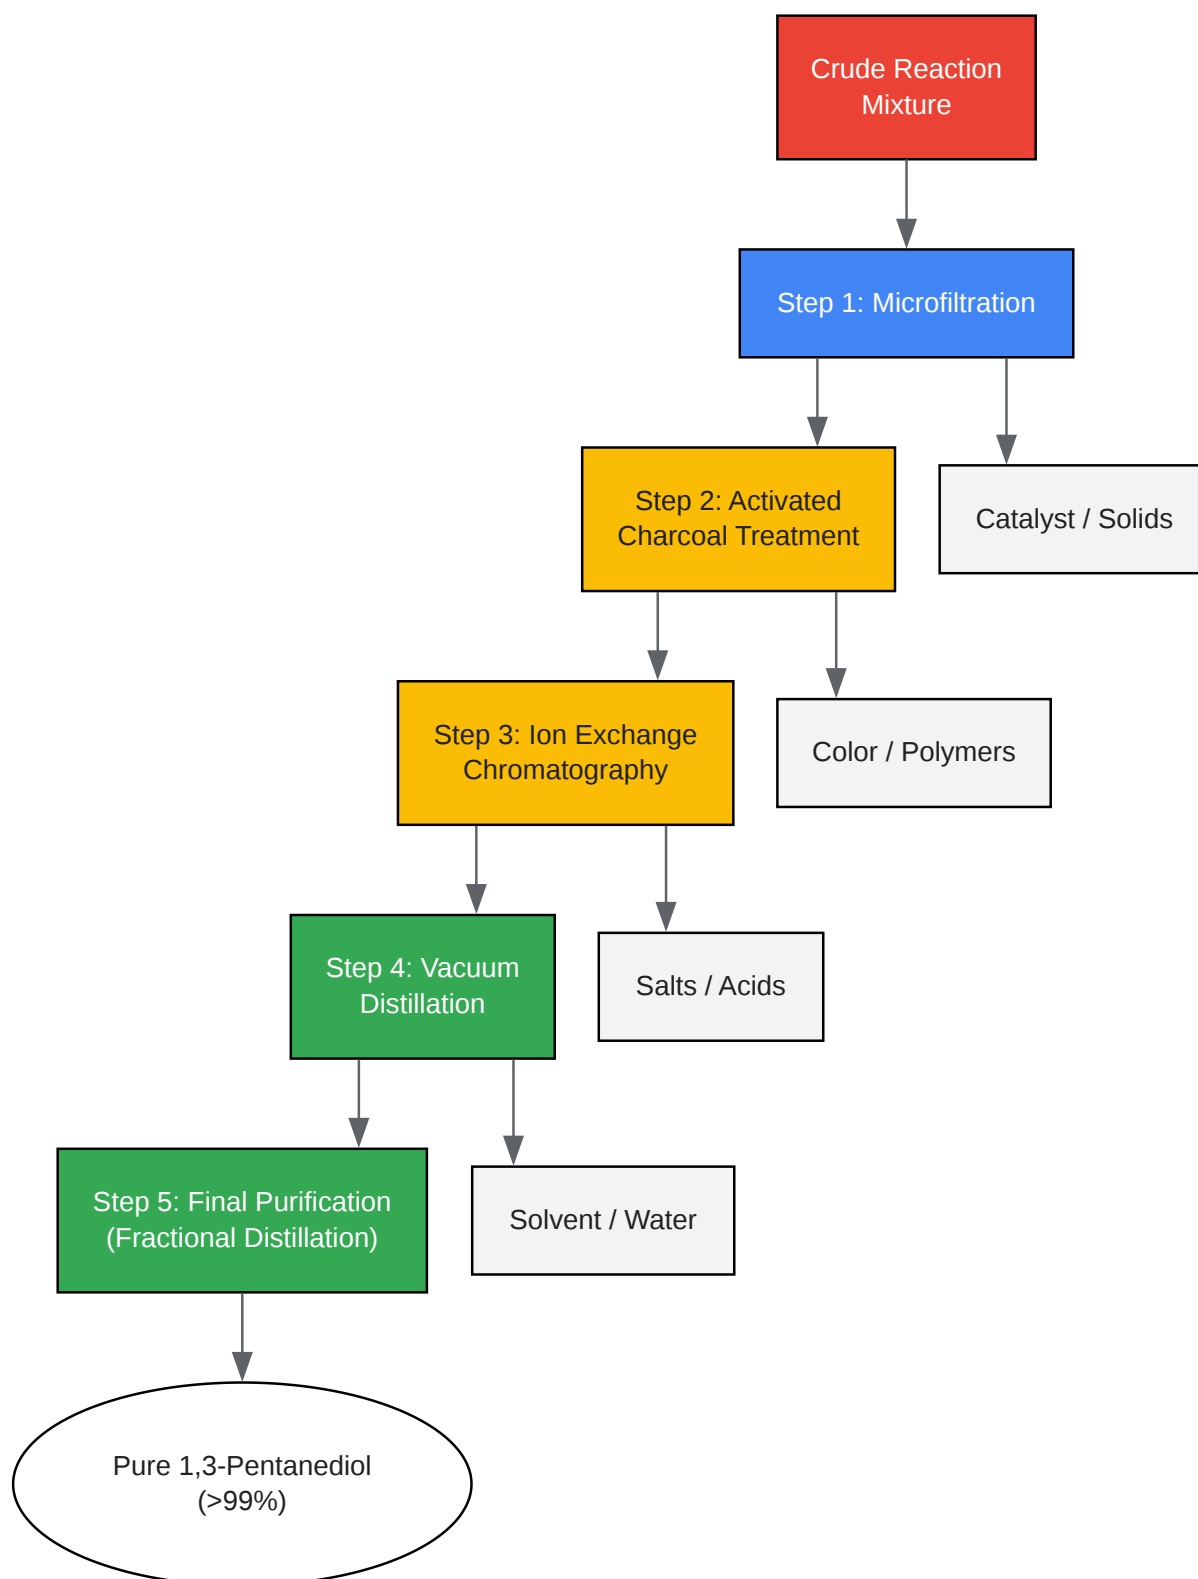 Crude Reaction
Mixture
Step 1: Microfiltration
Step 2: Activated
Charcoal Treatment
Catalyst / Solids
Step 3: Ion Exchange
Chromatography
Color / Polymers
Step 4: Vacuum
Distillation
Salts / Acids
Step 5: Final Purification
(Fractional Distillation)
Solvent / Water
Pure 1,3-Pentanediol
(>99%)